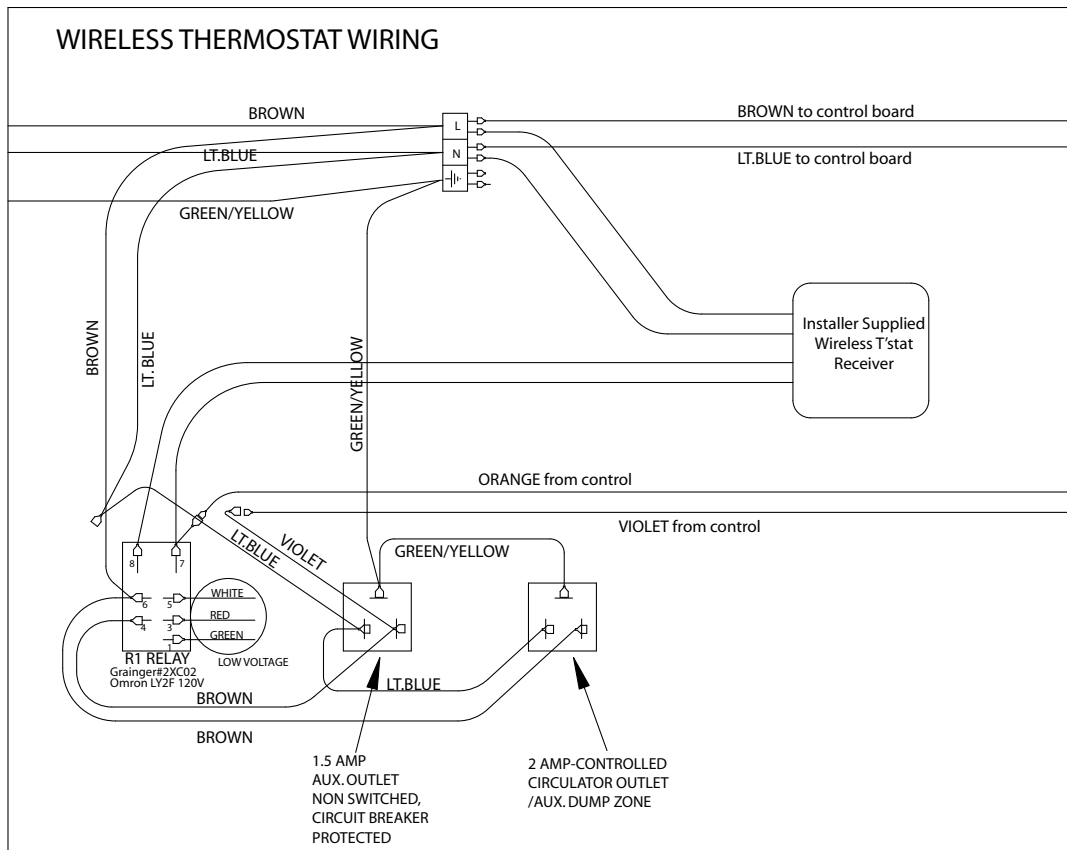 WIRELESS THERMOSTAT WIRING
BROWN
BROWN to control board
L
LT.BLUE
N
LT.BLUE to control board
GREEN/YELLOW
BROWN
LT. BLUE
GREEN/YELLOW
Installer Supplied
Wireless T'stat
Receiver
ORANGE from control
VIOLET from control
LT.BLUE
VIOLET
GREEN/YELLOW
8
7
6
5
WHITE
4
3
RED
1
GREEN
LOW VOLTAGE
R1 RELAY
Grainger#2XC02
Omron LY2F 120V
LT.BLUE
BROWN
BROWN
1.5 AMP
AUX. OUTLET
NON SWITCHED,
CIRCUIT BREAKER
PROTECTED
2 AMP-CONTROLLED
CIRCULATOR OUTLET
/AUX. DUMP ZONE